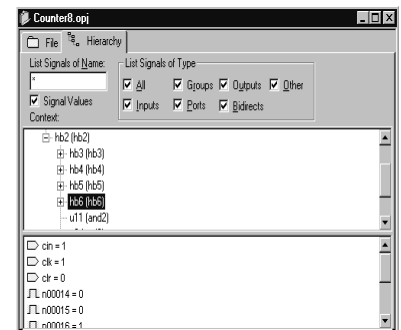 Counter8.opj
File Hierarchy
List Signals of Name: List Signals of Type
*
All Groups Outputs Other
Signal Values
Inputs Ports Bidirects
Context:
hb2 (hb2)
hb3 (hb3)
hb4 (hb4)
hb5 (hb5)
hb6 (hb6)
u11 (and2)
cin = 1
clk = 1
clr = 0
n00014 = 0
n00015 = 0
n00016 = 1